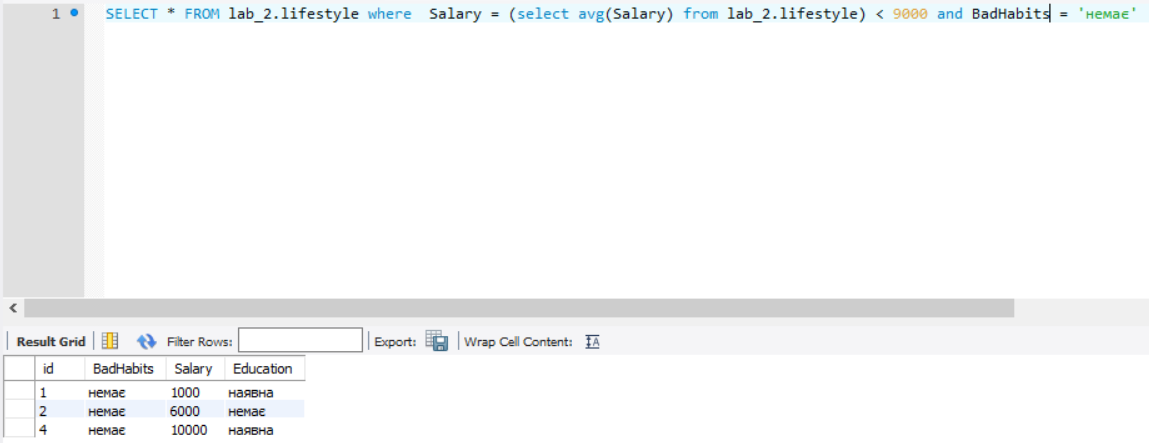 1 SELECT * FROM lab_2.lifestyle where  Salary = (select avg(Salary) from lab_2.lifestyle) < 9000 and BadHabits = 'немає'
Result Grid Filter Rows: Export: Wrap Cell Content: IA
id BadHabits Salary Education
1 немає 1000 наявна
2 немає 6000 немає
4 немає 10000 наявна